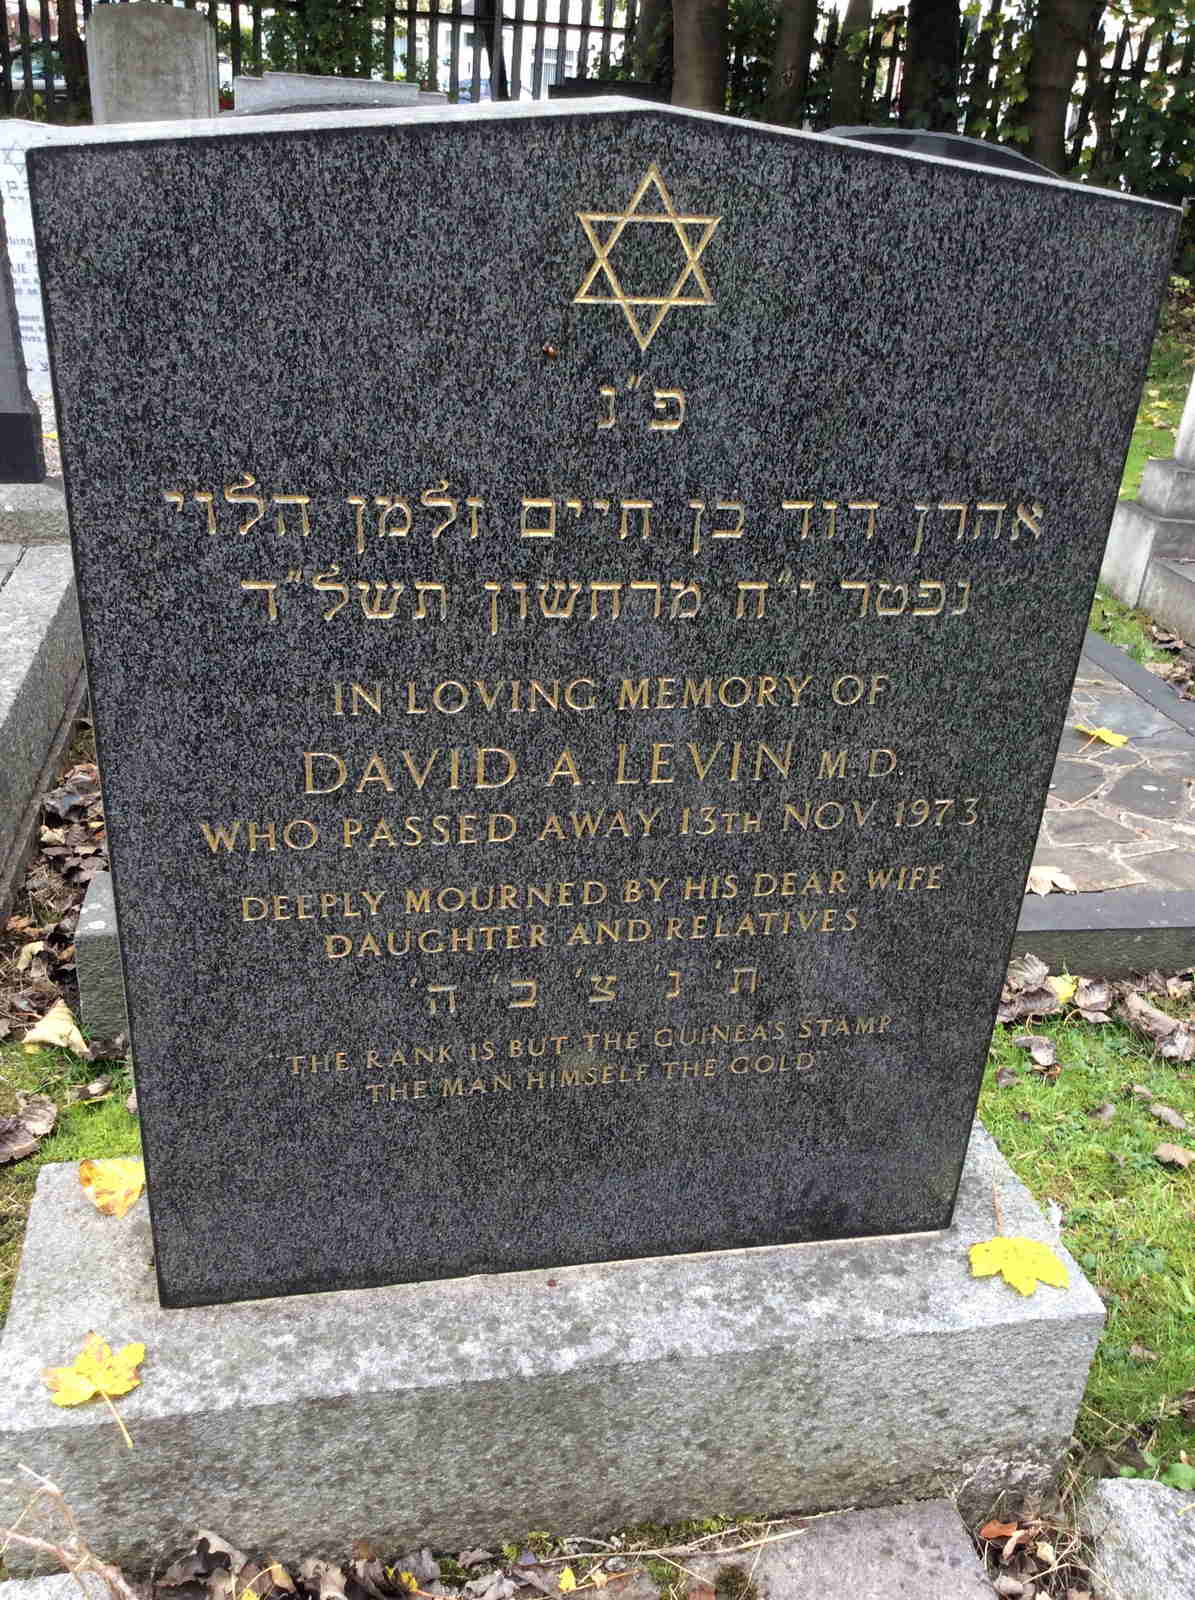 פ"נ
אהרן דוד בן חיים זלמן הלוי
נפטר י"ח מרחשון תשל"ד
IN LOVING MEMORY OF
DAVID A. LEVIN M.D.
WHO PASSED AWAY 13TH NOV 1973
DEEPLY MOURNED BY HIS DEAR WIFE
DAUGHTER AND RELATIVES
ת' נ' צ' ב' ה'
"THE RANK IS BUT THE GUINEA'S STAMP
THE MAN HIMSELF THE GOLD"